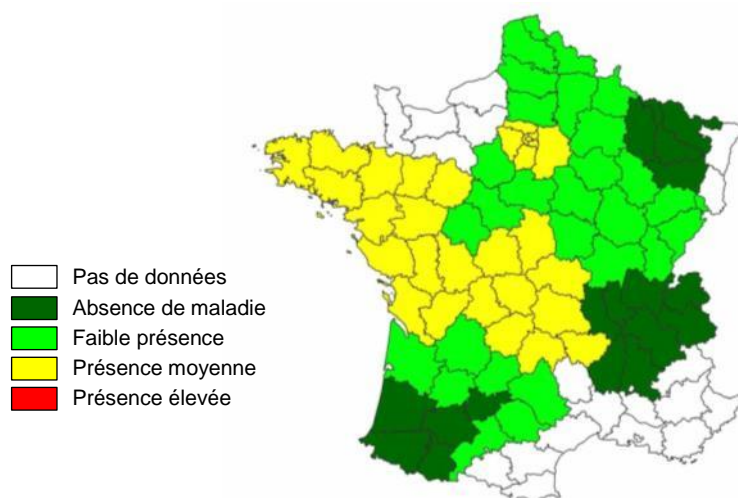 Pas de données
Absence de maladie
Faible présence
Présence moyenne
Présence élevée